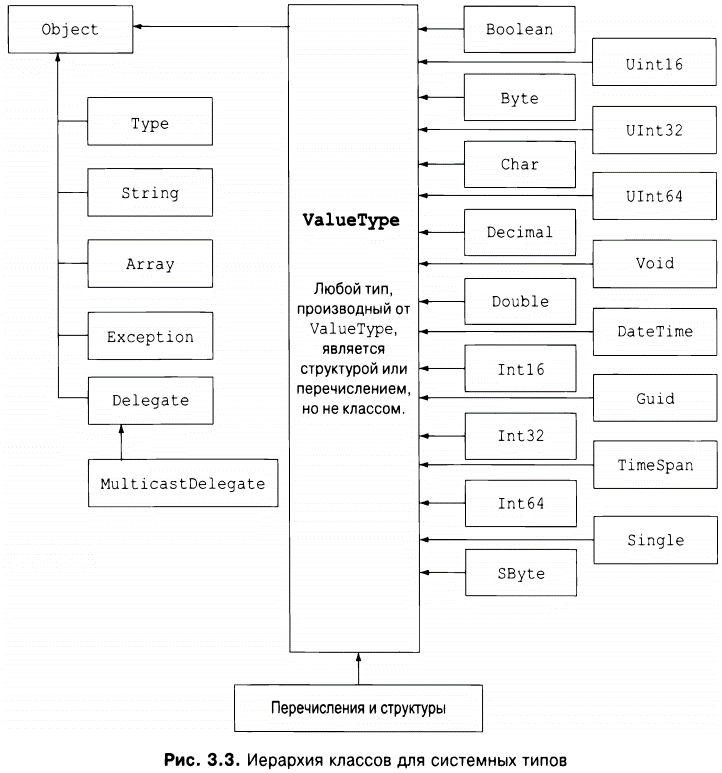 Object
Type
String
Array
Exception
Delegate
MulticastDelegate
ValueType
Любой тип,
производный от
ValueType,
является
структурой или
перечислением,
но не классом.
Boolean
Uint16
Byte
UInt32
Char
UInt64
Decimal
Void
Double
DateTime
Int16
Guid
Int32
TimeSpan
Int64
Single
SByte
Перечисления и структуры
Рис. 3.3. Иерархия классов для системных типов